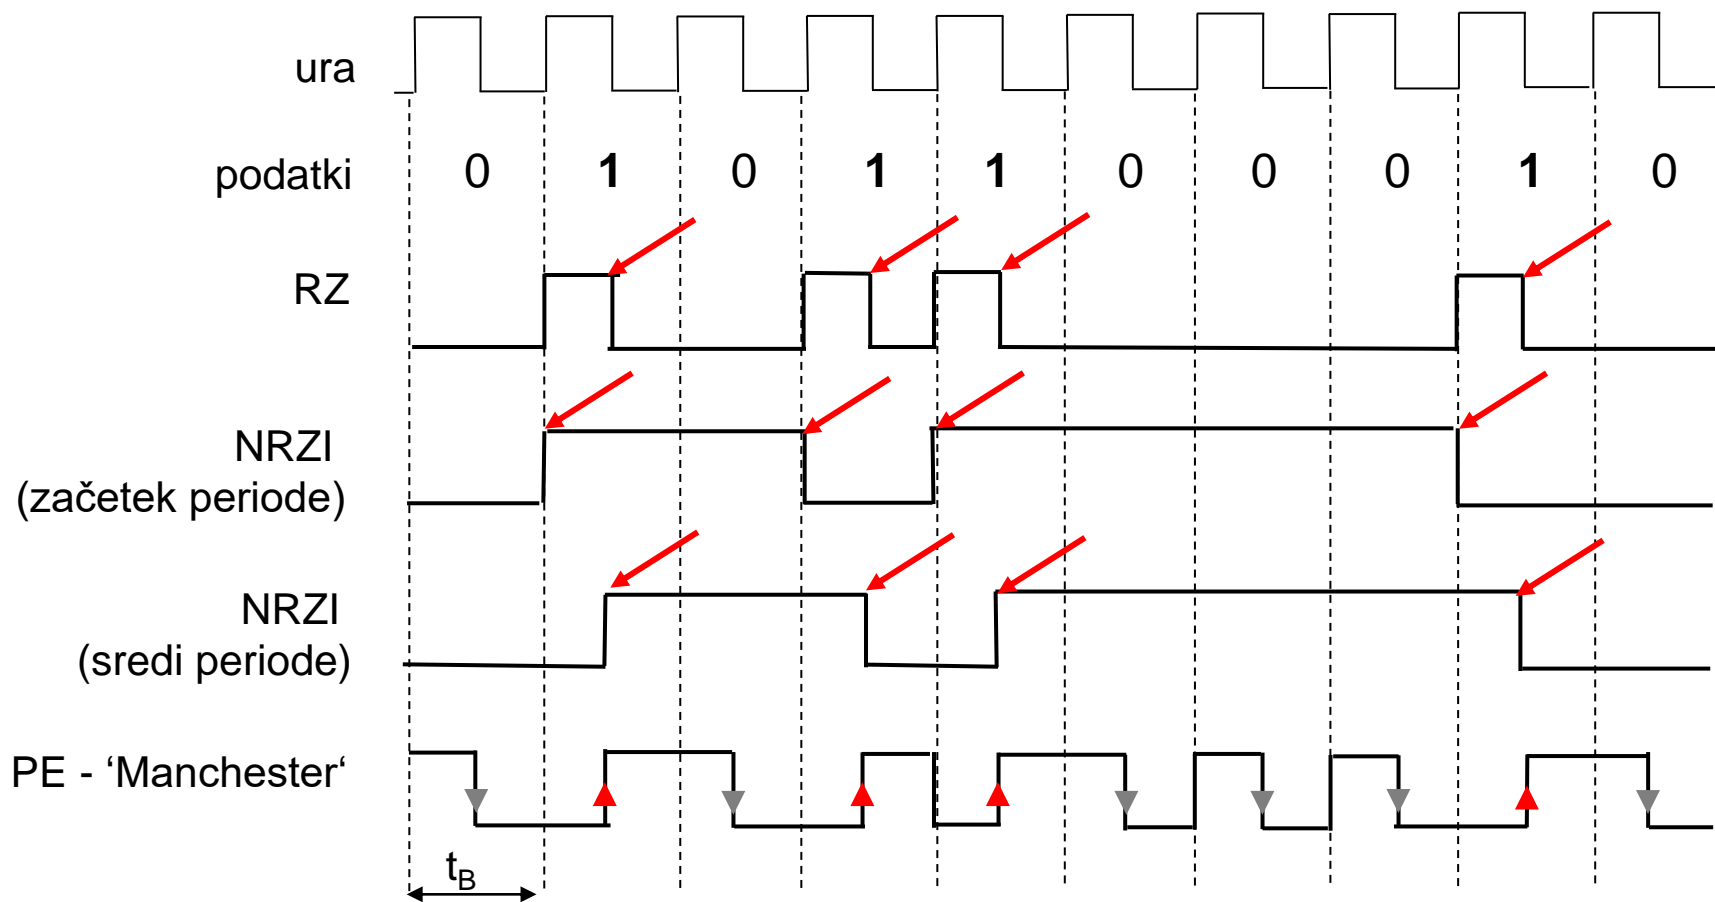 ura
podatki 0 1 0 1 1 0 0 0 1 0
RZ
NRZI
(začetek periode)
NRZI
(sredi periode)
PE - ‘Manchester‘
tB